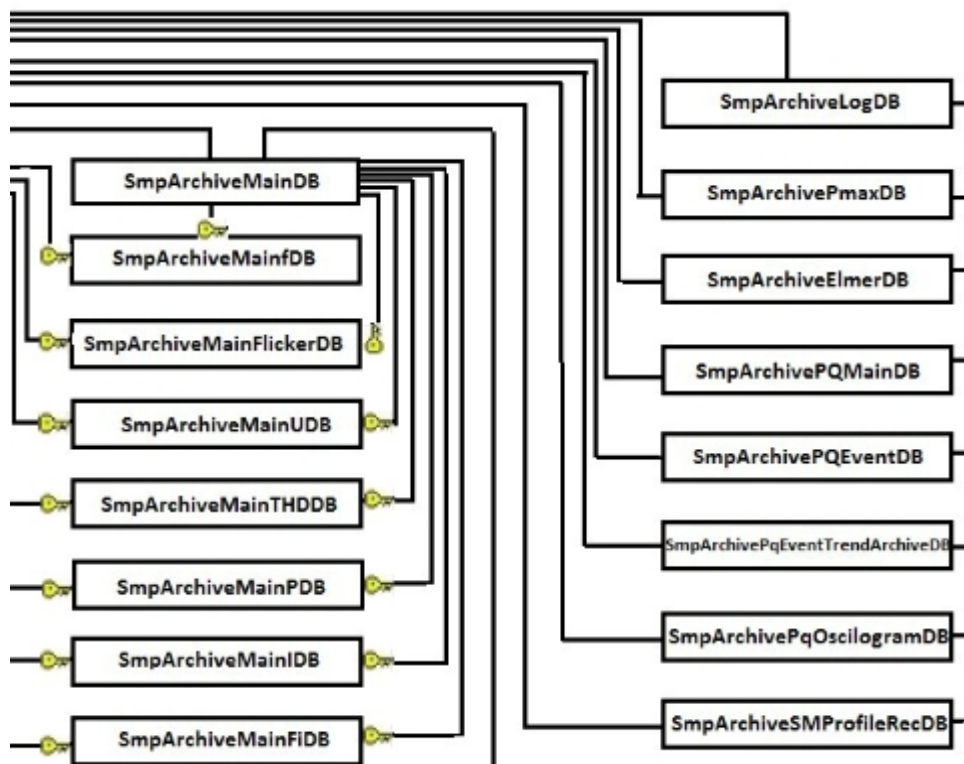 SmpArchiveMainDB
SmpArchiveMainfDB
SmpArchiveMainFlickerDB
SmpArchiveMainUDB
SmpArchiveMainTHDDB
SmpArchiveMainPDB
SmpArchiveMainIDB
SmpArchiveMainFiDB
SmpArchiveLogDB
SmpArchivePmaxDB
SmpArchiveElmerDB
SmpArchivePQMainDB
SmpArchivePQEventDB
SmpArchivePqEventTrendArchiveDB
SmpArchivePqOscilogramDB
SmpArchiveSMProfileRecDB